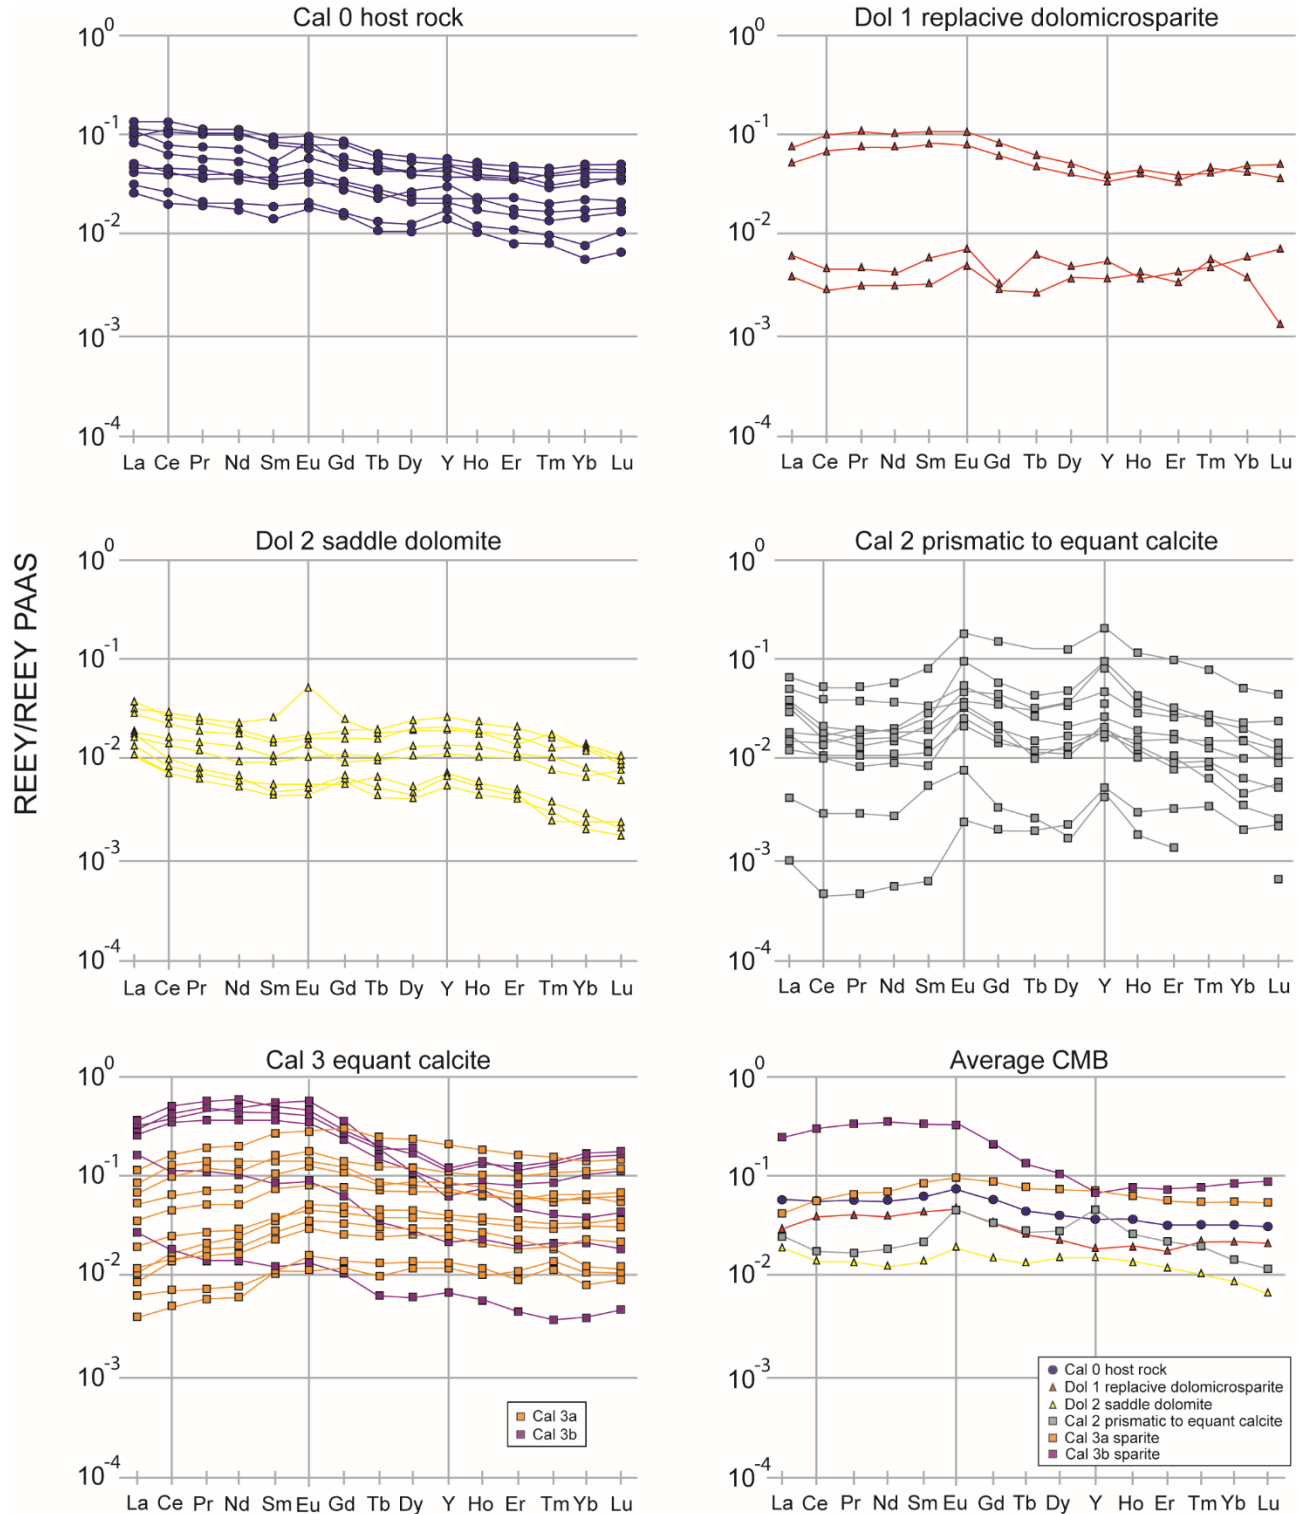 REEY/REEY PAAS
Cal 0 host rock
10^0
10^-1
10^-2
10^-3
10^-4
La Ce Pr Nd Sm Eu Gd Tb Dy Y Ho Er Tm Yb Lu
Dol 1 replacive dolomicrosparite
10^0
10^-1
10^-2
10^-3
10^-4
La Ce Pr Nd Sm Eu Gd Tb Dy Y Ho Er Tm Yb Lu
Dol 2 saddle dolomite
10^0
10^-1
10^-2
10^-3
10^-4
La Ce Pr Nd Sm Eu Gd Tb Dy Y Ho Er Tm Yb Lu
Cal 2 prismatic to equant calcite
10^0
10^-1
10^-2
10^-3
10^-4
La Ce Pr Nd Sm Eu Gd Tb Dy Y Ho Er Tm Yb Lu
Cal 3 equant calcite
10^0
10^-1
10^-2
10^-3
10^-4
Cal 3a
Cal 3b
La Ce Pr Nd Sm Eu Gd Tb Dy Y Ho Er Tm Yb Lu
Average CMB
10^0
10^-1
10^-2
10^-3
10^-4
Cal 0 host rock
Dol 1 replacive dolomicrosparite
Dol 2 saddle dolomite
Cal 2 prismatic to equant calcite
Cal 3a sparite
Cal 3b sparite
La Ce Pr Nd Sm Eu Gd Tb Dy Y Ho Er Tm Yb Lu